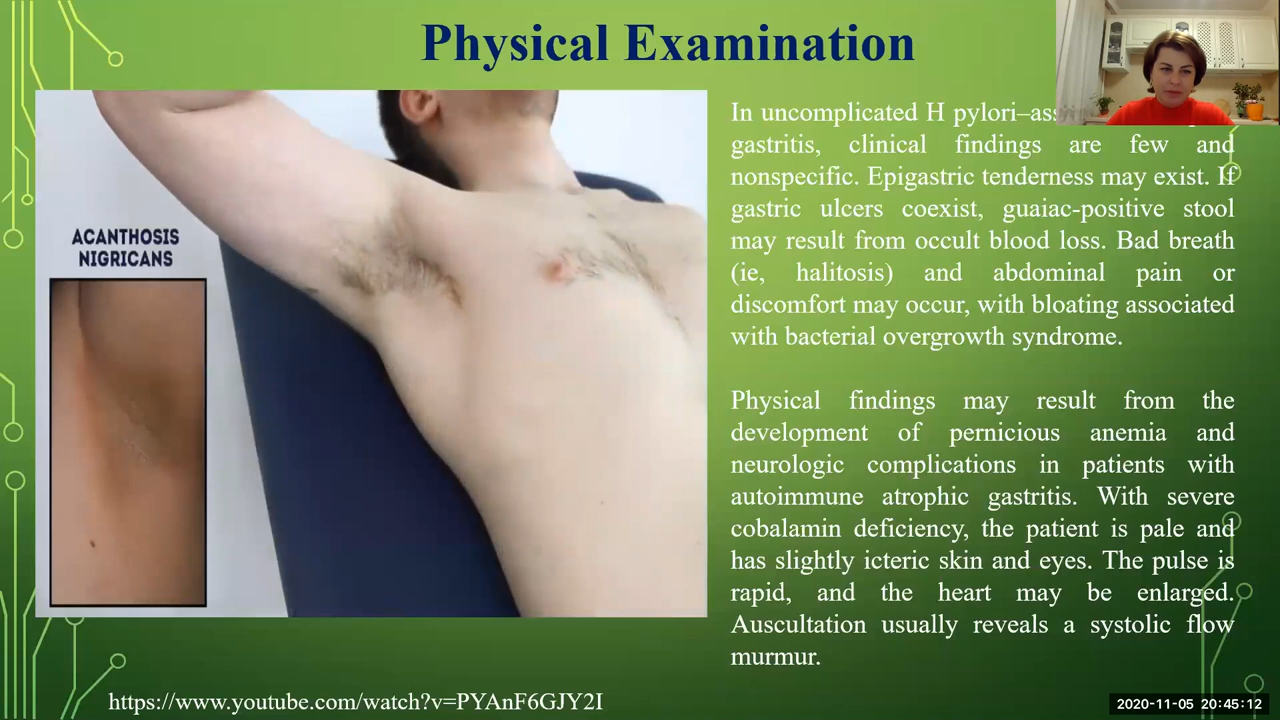 Physical Examination
ACANTHOSIS
NIGRICANS
In uncomplicated H pylori–ass
gastritis, clinical findings are few and
nonspecific. Epigastric tenderness may exist. If
gastric ulcers coexist, guaiac-positive stool
may result from occult blood loss. Bad breath
(ie, halitosis) and abdominal pain or
discomfort may occur, with bloating associated
with bacterial overgrowth syndrome.
Physical findings may result from the
development of pernicious anemia and
neurologic complications in patients with
autoimmune atrophic gastritis. With severe
cobalamin deficiency, the patient is pale and
has slightly icteric skin and eyes. The pulse is
rapid, and the heart may be enlarged.
Auscultation usually reveals a systolic flow
murmur.
https://www.youtube.com/watch?v=PYAnF6GJY2I
2020-11-05 20:45:12